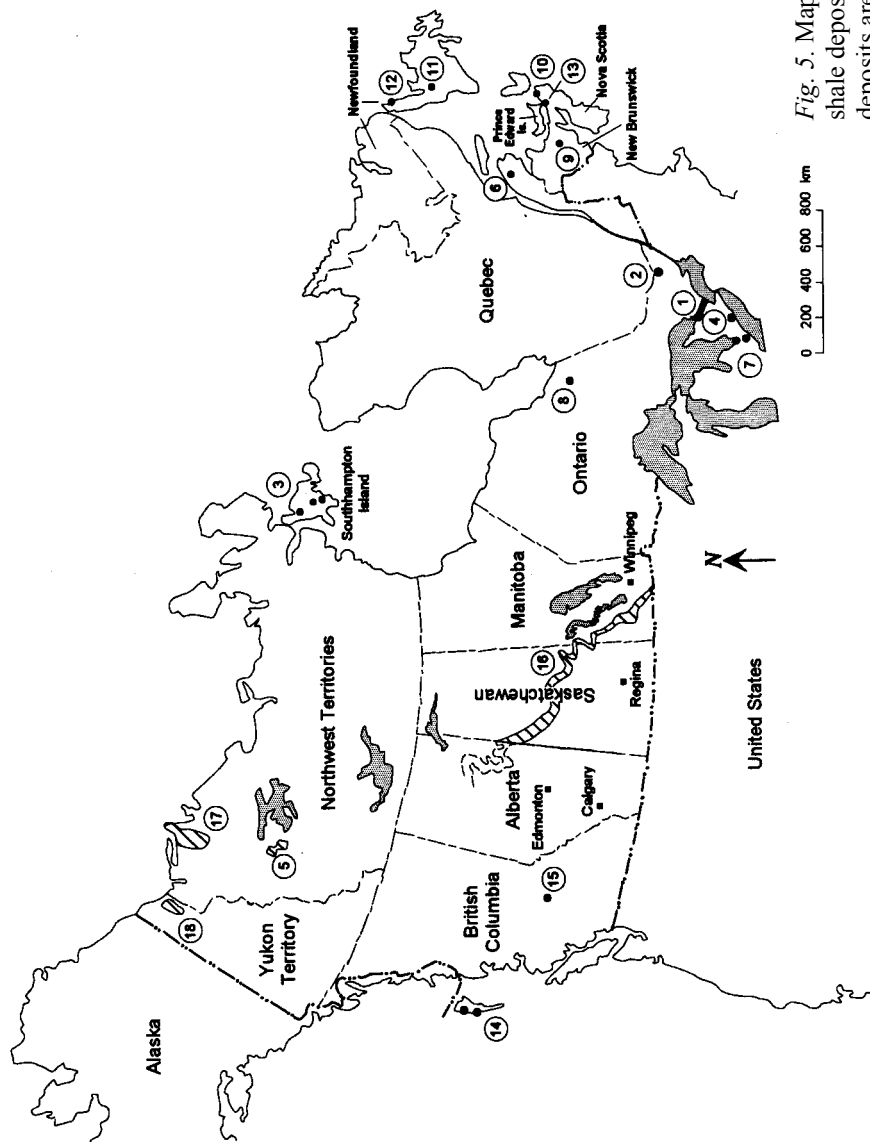 Alaska
Yukon
Territory
Northwest Territories
Southhampton
Island
British
Columbia
Alberta
Edmonton
Calgary
Saskatchewan
Regina
Manitoba
Winnipeg
Ontario
Quebec
Newfoundland
Prince
Edward
Is.
Nova Scotia
New Brunswick
United States
N
18
17
5
3
14
15
16
8
6
12
11
10
13
9
2
1
4
7
0 200 400 600 800 km
Fig. 5. Map
shale depos
deposits are